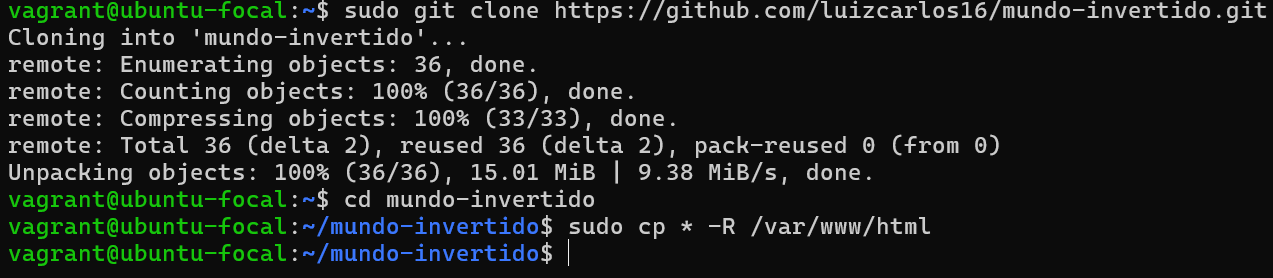 vagrant@ubuntu-focal:~$ sudo git clone https://github.com/luizcarlos16/mundo-invertido.git
Cloning into 'mundo-invertido'...
remote: Enumerating objects: 36, done.
remote: Counting objects: 100% (36/36), done.
remote: Compressing objects: 100% (33/33), done.
remote: Total 36 (delta 2), reused 36 (delta 2), pack-reused 0 (from 0)
Unpacking objects: 100% (36/36), 15.01 MiB | 9.38 MiB/s, done.
vagrant@ubuntu-focal:~$ cd mundo-invertido
vagrant@ubuntu-focal:~/mundo-invertido$ sudo cp * -R /var/www/html
vagrant@ubuntu-focal:~/mundo-invertido$